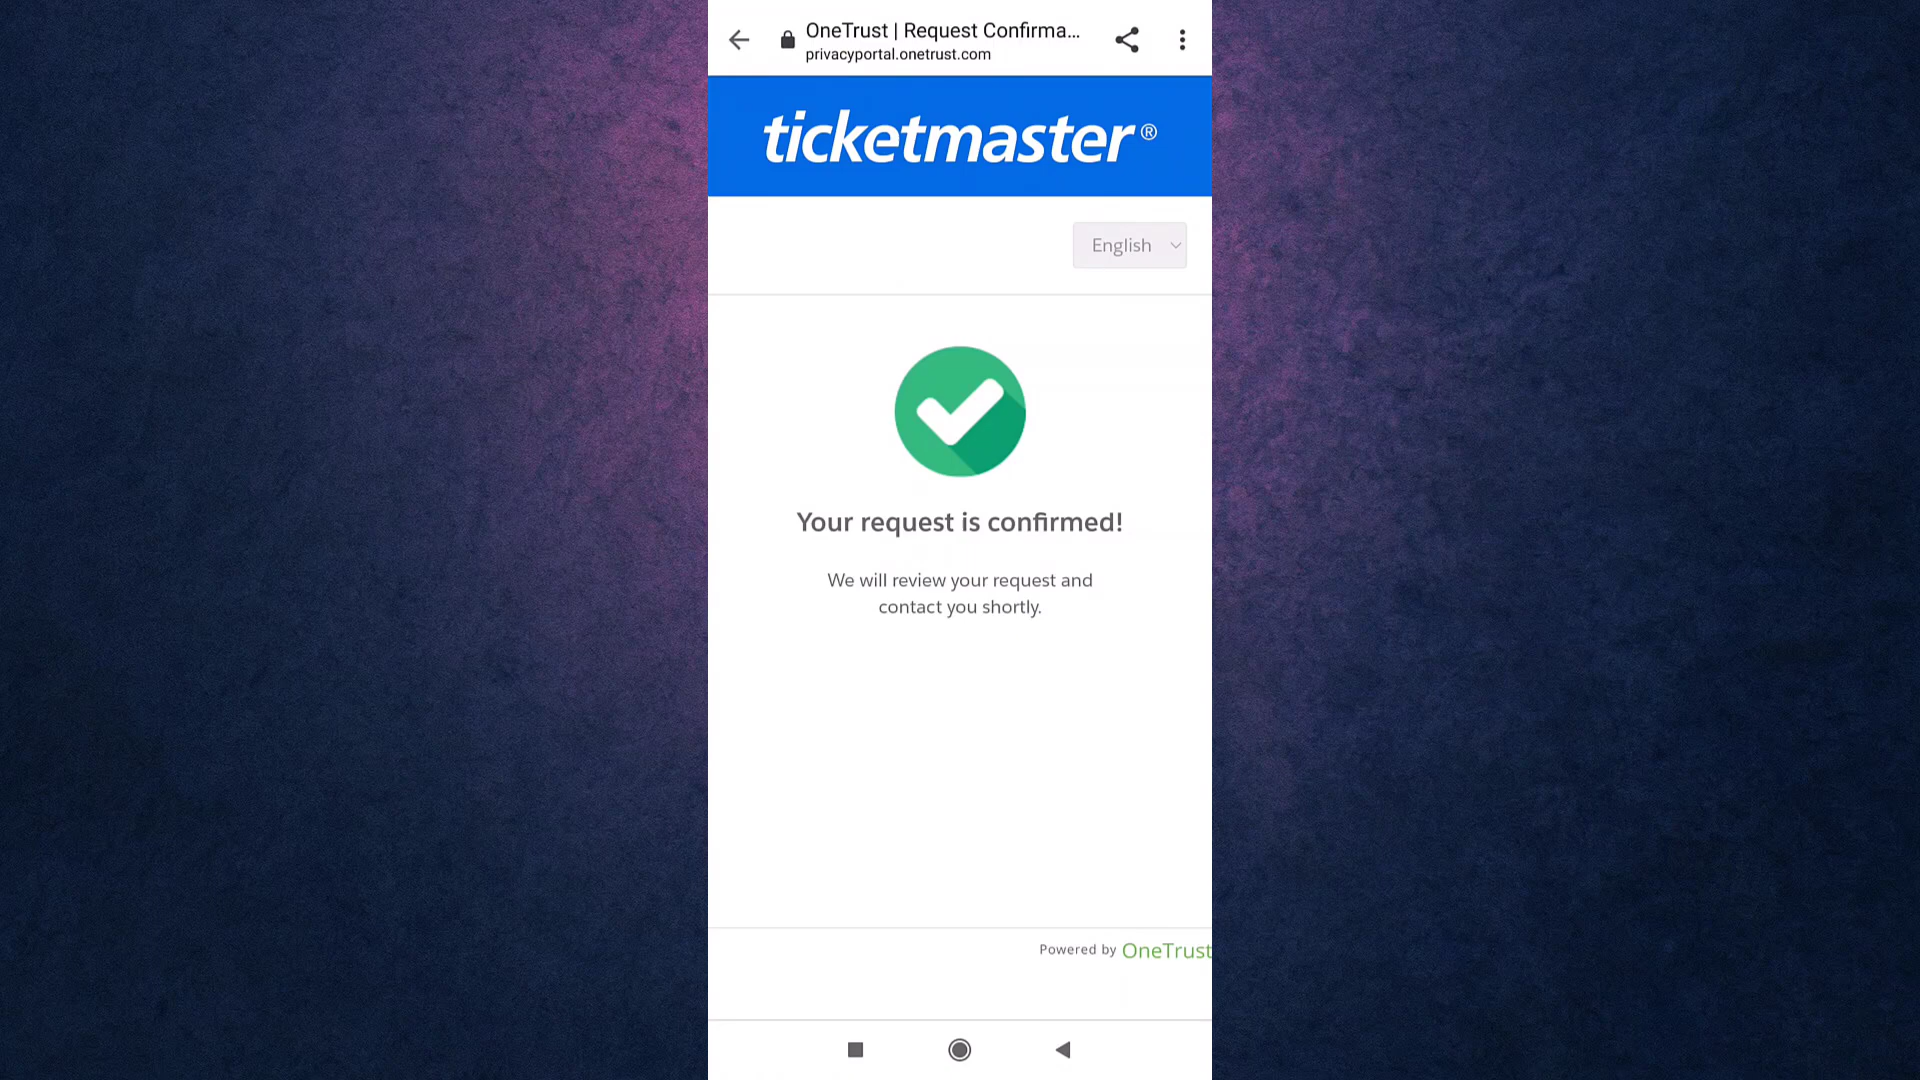 OneTrust | Request Confirma...
privacyportal.onetrust.com
ticketmaster®
English
Your request is confirmed!
We will review your request and
contact you shortly.
Powered by OneTrust